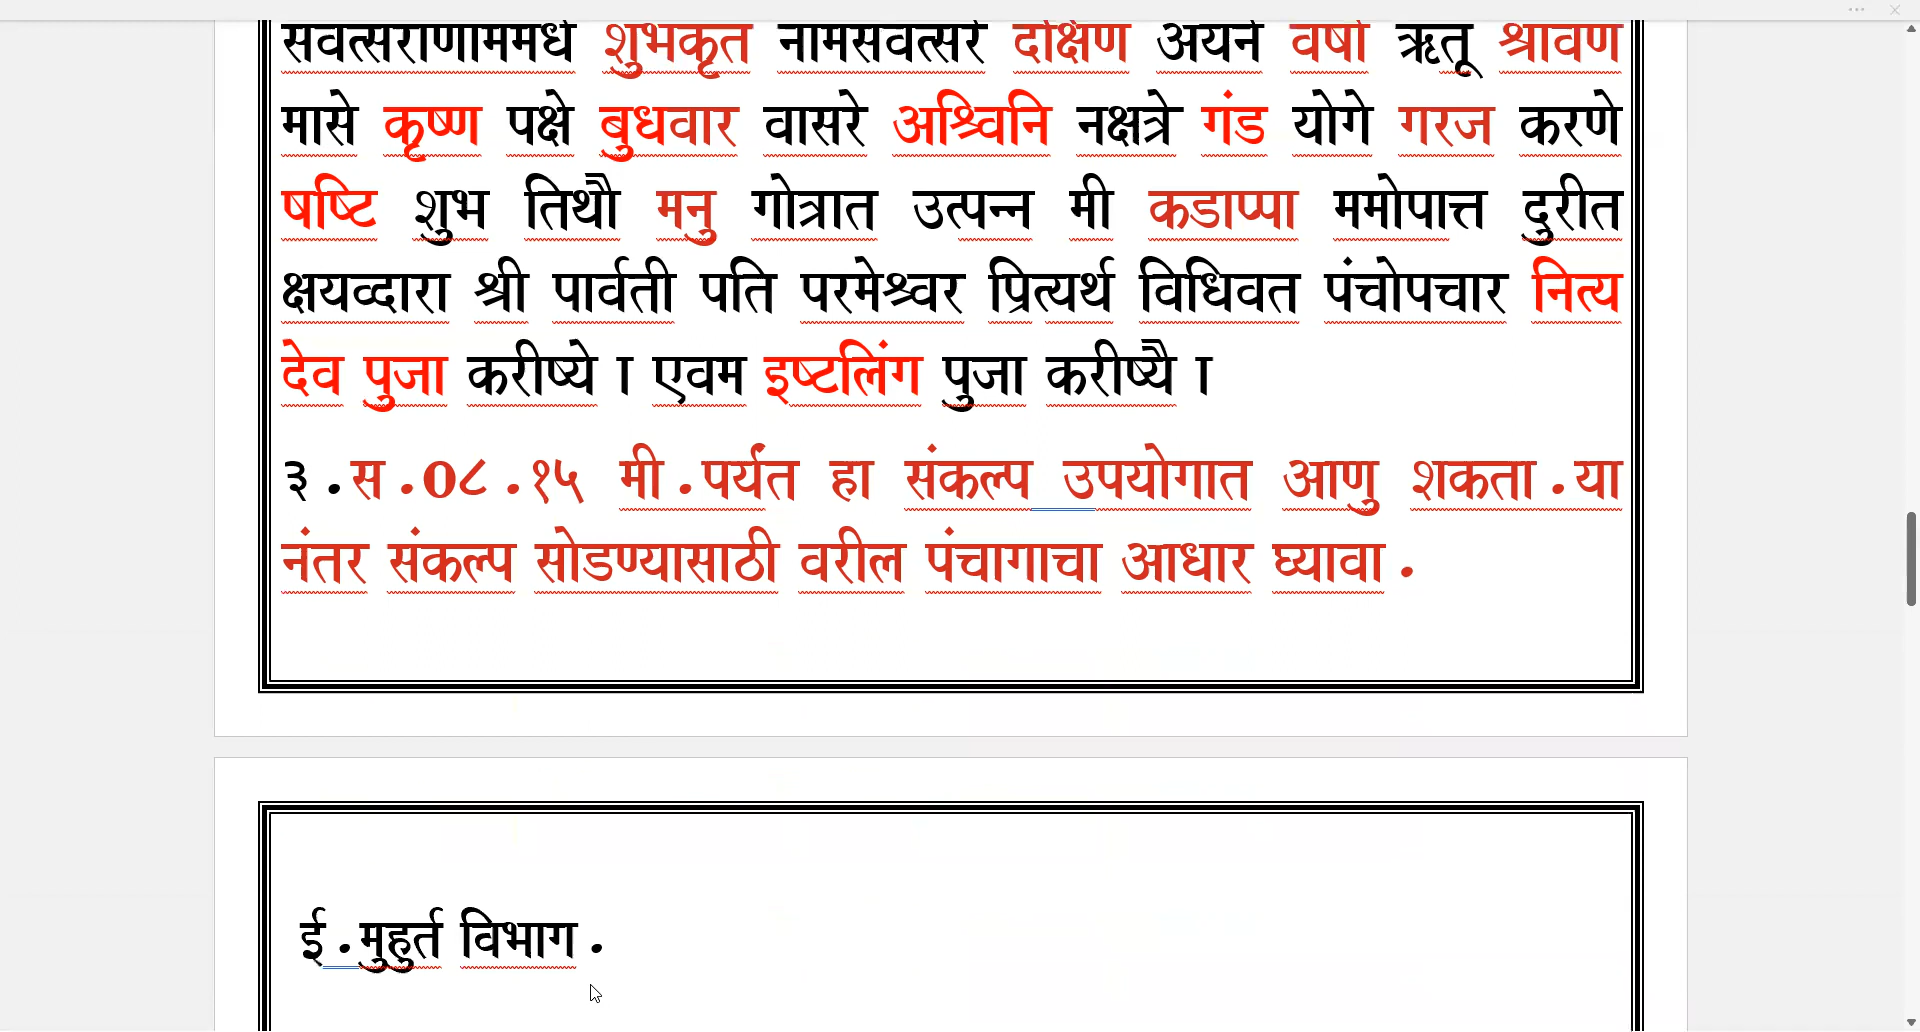 संवत्सराणाममधे शुभकृत नामसंवत्सरे दक्षिण अयने वर्षा ऋतू श्रावण
मासे कृष्ण पक्षे बुधवार वासरे अश्विनि नक्षत्रे गंड योगे गरज करणे
षष्टि शुभ तिथौ मनु गोत्रात उत्पन्न मी कडाप्पा ममोपात्त दुरीत
क्षयव्दारा श्री पार्वती पति परमेश्वर प्रित्यर्थ विधिवत पंचोपचार नित्य
देव पुजा करीष्ये । एवम इष्टलिंग पुजा करीष्यै ।
३.स.०८.१५ मी.पर्यंत हा संकल्प उपयोगात आणु शकता.या
नंतर संकल्प सोडण्यासाठी वरील पंचागाचा आधार घ्यावा.
ई.मुहुर्त विभाग.